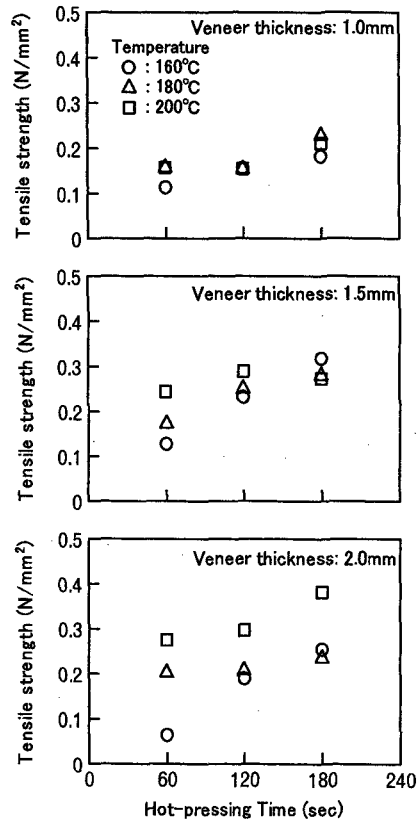 Veneer thickness: 1.0mm
Temperature
○ : 160℃
△ : 180℃
□ : 200℃
Tensile strength (N/mm²)
0.5
0.4
0.3
0.2
0.1
0
Veneer thickness: 1.5mm
Tensile strength (N/mm²)
0.5
0.4
0.3
0.2
0.1
0
Veneer thickness: 2.0mm
Tensile strength (N/mm²)
0.5
0.4
0.3
0.2
0.1
0
0 60 120 180 240
Hot-pressing Time (sec)